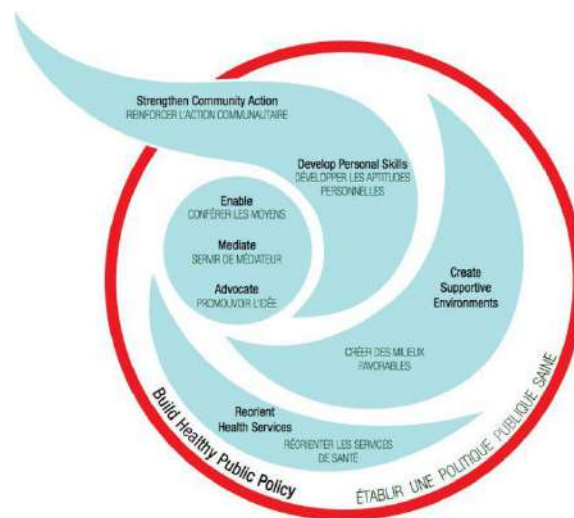 Strengthen Community Action
REINFORCER L'ACTION COMMUNAUTAIRE
Develop Personal Skills
DÉVELOPPER LES APTITUDES
PERSONNELLES
Enable
CONFÉRER LES MOYENS
Mediate
SERVIR DE MÉDIATEUR
Advocate
PROMOUVOIR L'IDÉE
Create
Supportive
Environments
CRÉER DES MILIEUX
FAVORABLES
Reorient
Health Services
RÉORIENTER LES SERVICES
DE SANTÉ
Build Healthy Public Policy
ÉTABLIR UNE POLITIQUE PUBLIQUE SAINE